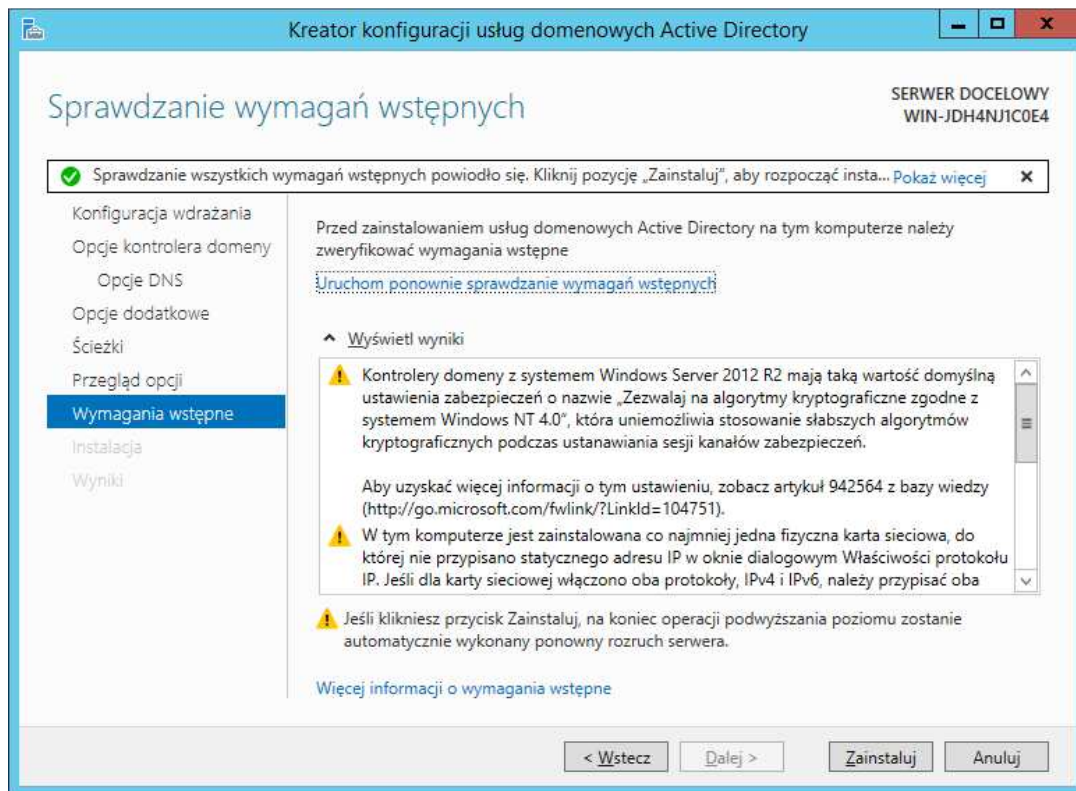 Kreator konfiguracji usług domenowych Active Directory
Sprawdzanie wymagań wstępnych
SERWER DOCELOWY
WIN-JDH4NJ1C0E4
Sprawdzanie wszystkich wymagań wstępnych powiodło się. Kliknij pozycję „Zainstaluj”, aby rozpocząć insta... Pokaż więcej
Konfiguracja wdrażania
Opcje kontrolera domeny
Opcje DNS
Opcje dodatkowe
Ścieżki
Przegląd opcji
Wymagania wstępne
Instalacja
Wyniki
Przed zainstalowaniem usług domenowych Active Directory na tym komputerze należy
zweryfikować wymagania wstępne
Uruchom ponownie sprawdzanie wymagań wstępnych
Wyświetl wyniki
Kontrolery domeny z systemem Windows Server 2012 R2 mają taką wartość domyślną
ustawienia zabezpieczeń o nazwie „Zezwalaj na algorytmy kryptograficzne zgodne z
systemem Windows NT 4.0”, która uniemożliwia stosowanie słabszych algorytmów
kryptograficznych podczas ustanawiania sesji kanałów zabezpieczeń.
Aby uzyskać więcej informacji o tym ustawieniu, zobacz artykuł 942564 z bazy wiedzy
(http://go.microsoft.com/fwlink/?LinkId=104751).
W tym komputerze jest zainstalowana co najmniej jedna fizyczna karta sieciowa, do
której nie przypisano statycznego adresu IP w oknie dialogowym Właściwości protokołu
IP. Jeśli dla karty sieciowej włączono oba protokoły, IPv4 i IPv6, należy przypisać oba
Jeśli klikniesz przycisk Zainstaluj, na koniec operacji podwyższania poziomu zostanie
automatycznie wykonany ponowny rozruch serwera.
Więcej informacji o wymagania wstępne
< Wstecz
Dalej >
Zainstaluj
Anuluj